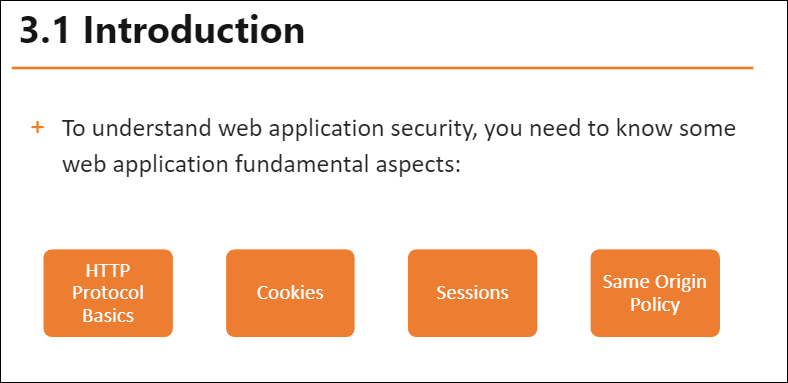 3.1 Introduction
+ To understand web application security, you need to know some
web application fundamental aspects:
HTTP
Protocol
Basics
Cookies
Sessions
Same Origin
Policy